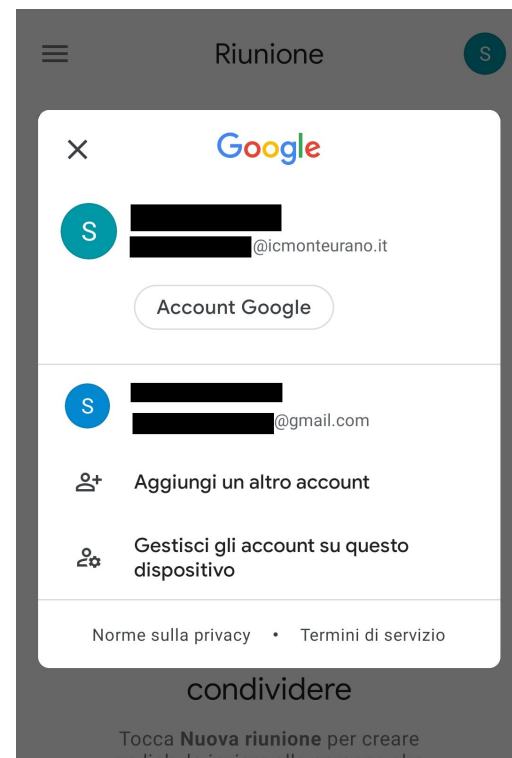 Riunione
S
Google
S
@icmonteurano.it
Account Google
S
@gmail.com
Aggiungi un altro account
Gestisci gli account su questo
dispositivo
Norme sulla privacy • Termini di servizio
condividere
Tocca Nuova riunione per creare